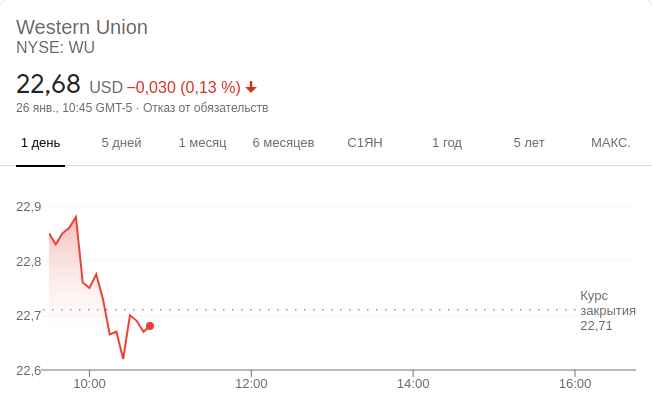 Western Union
NYSE: WU
22,68 USD −0,030 (0,13 %)
26 янв., 10:45 GMT-5 · Отказ от обязательств
1 день 5 дней 1 месяц 6 месяцев С1ЯН 1 год 5 лет МАКС.
22,9
22,8
Курс
закрытия
22,71
22,7
22,6
10:00 12:00 14:00 16:00